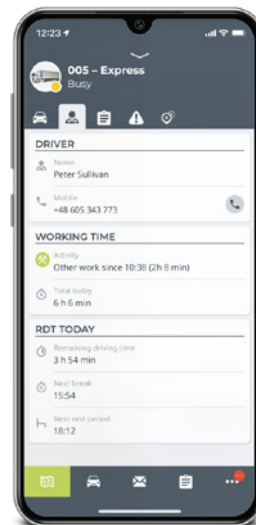 12:23
005 – Express
Busy
DRIVER
Name
Peter Sullivan
Mobile
+48 605 343 773
WORKING TIME
Activity
Other work since 10:38 (2h 8 min)
Total today
6 h 6 min
RDT TODAY
Remaining driving time
3 h 54 min
Next break
15:54
Next rest period
18:12